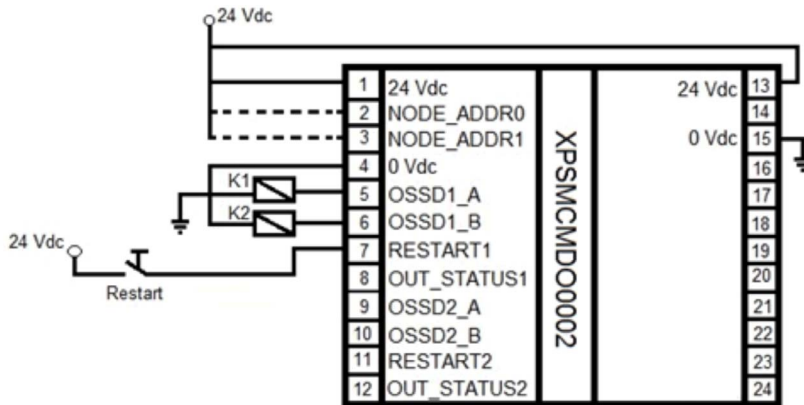 24 Vdc
1 24 Vdc
2 NODE_ADDR0
3 NODE_ADDR1
4 0 Vdc
K1
5 OSSD1_A
K2
6 OSSD1_B
24 Vdc
7 RESTART1
Restart
8 OUT_STATUS1
9 OSSD2_A
10 OSSD2_B
11 RESTART2
12 OUT_STATUS2
XPSMCMDO0002
24 Vdc 13
14
0 Vdc 15
16
17
18
19
20
21
22
23
24